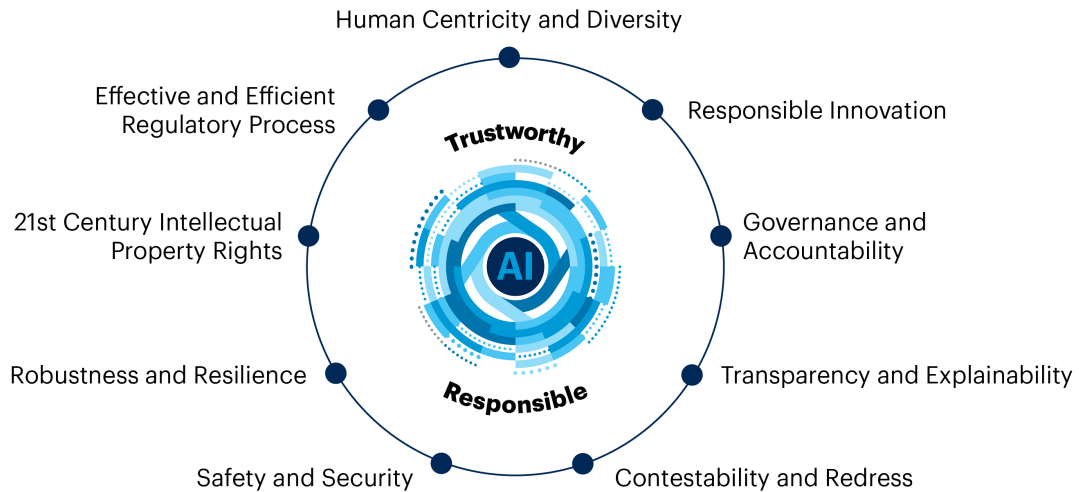 Human Centricity and Diversity
Effective and Efficient
Regulatory Process
Responsible Innovation
Trustworthy
21st Century Intellectual
Property Rights
Governance and
Accountability
AI
Robustness and Resilience
Transparency and Explainability
Responsible
Safety and Security
Contestability and Redress